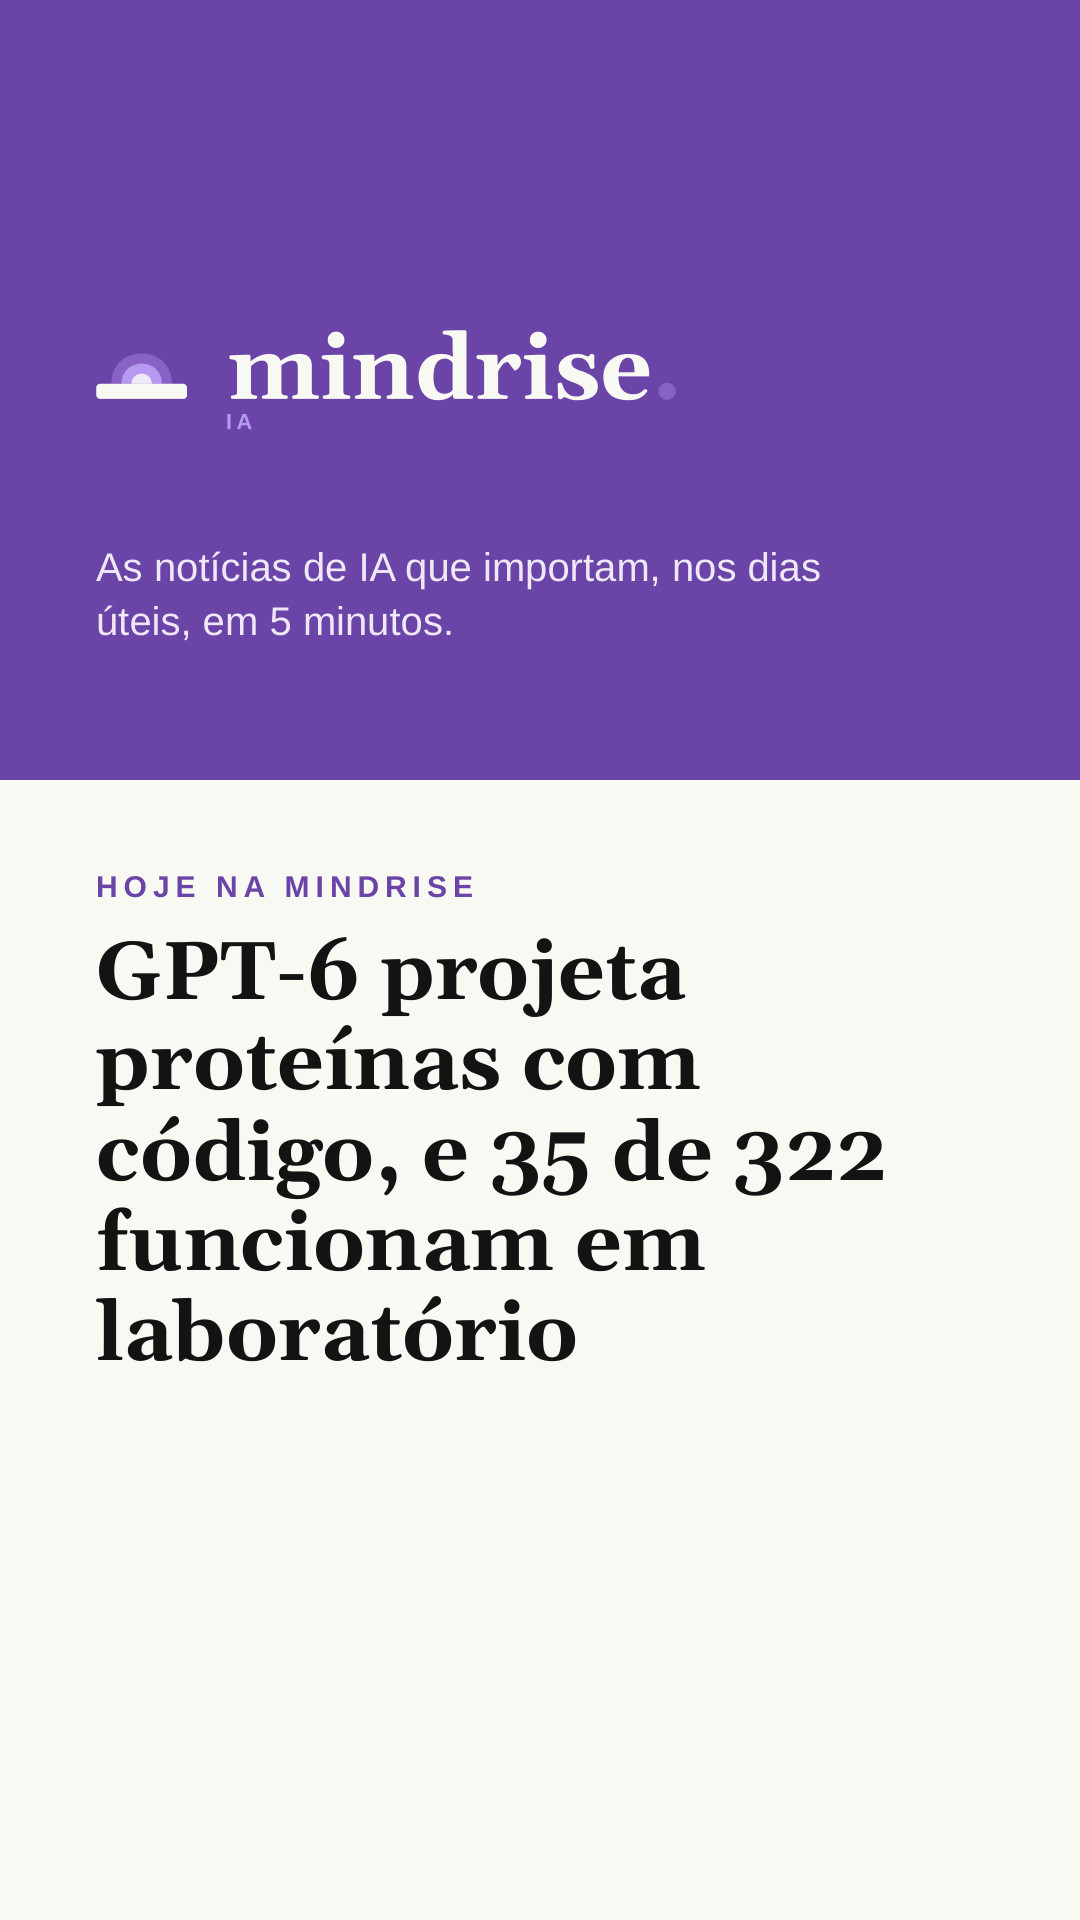 mindrise.
IA
As notícias de IA que importam, nos dias
úteis, em 5 minutos.
HOJE NA MINDRISE
GPT-6 projeta
proteínas com
código, e 35 de 322
funcionam em
laboratório